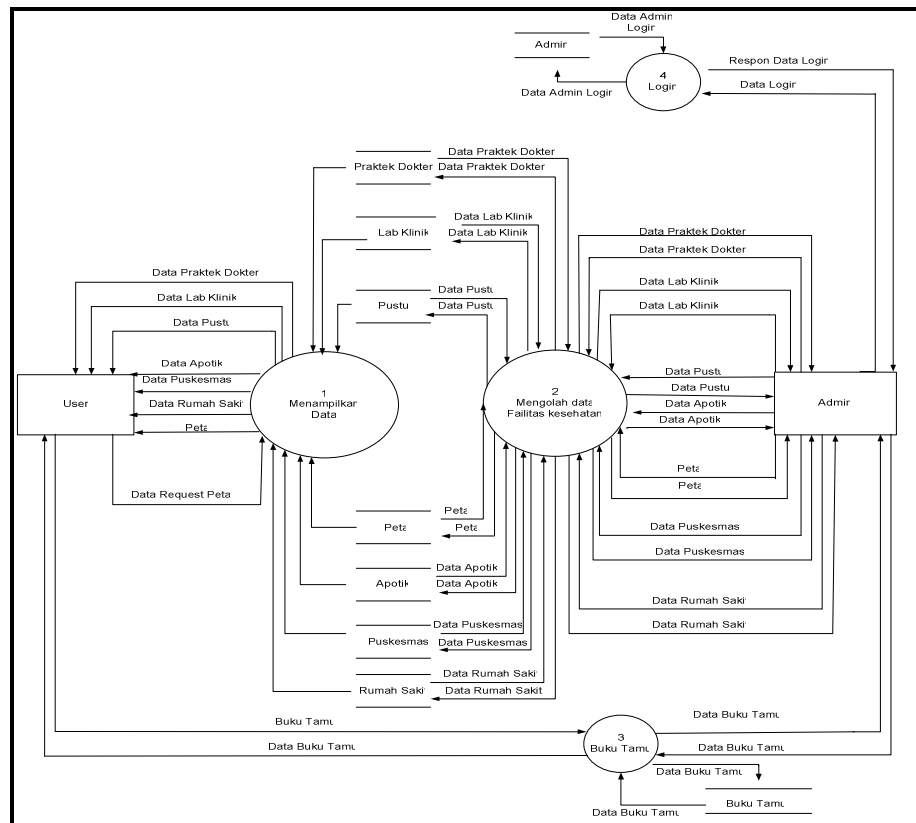 Data Admin
Login
Admin
4
Login
Data Admin Login
Respon Data Login
Data Login
Data Praktek Dokter
Praktek Dokter
Data Praktek Dokter
Data Lab Klinik
Lab Klinik
Data Lab Klinik
Data Pustu
Pustu
Data Pustu
Data Praktek Dokter
Data Lab Klinik
Data Pustu
Data Apotik
Data Puskesmas
Data Rumah Sakit
Peta
User
Data Request Peta
1
Menampilkan
Data
2
Mengolah data
Failitas kesehatan
Data Praktek Dokter
Data Praktek Dokter
Data Lab Klinik
Data Lab Klinik
Data Pustu
Data Pustu
Data Apotik
Data Apotik
Admin
Peta
Peta
Data Puskesmas
Data Puskesmas
Data Rumah Sakit
Data Rumah Sakit
Peta
Peta
Peta
Data Apotik
Apotik
Data Apotik
Data Puskesmas
Puskesmas
Data Puskesmas
Data Rumah Sakit
Rumah Sakit
Data Rumah Sakit
Buku Tamu
Data Buku Tamu
3
Buku Tamu
Data Buku Tamu
Data Buku Tamu
Data Buku Tamu
Buku Tamu
Data Buku Tamu